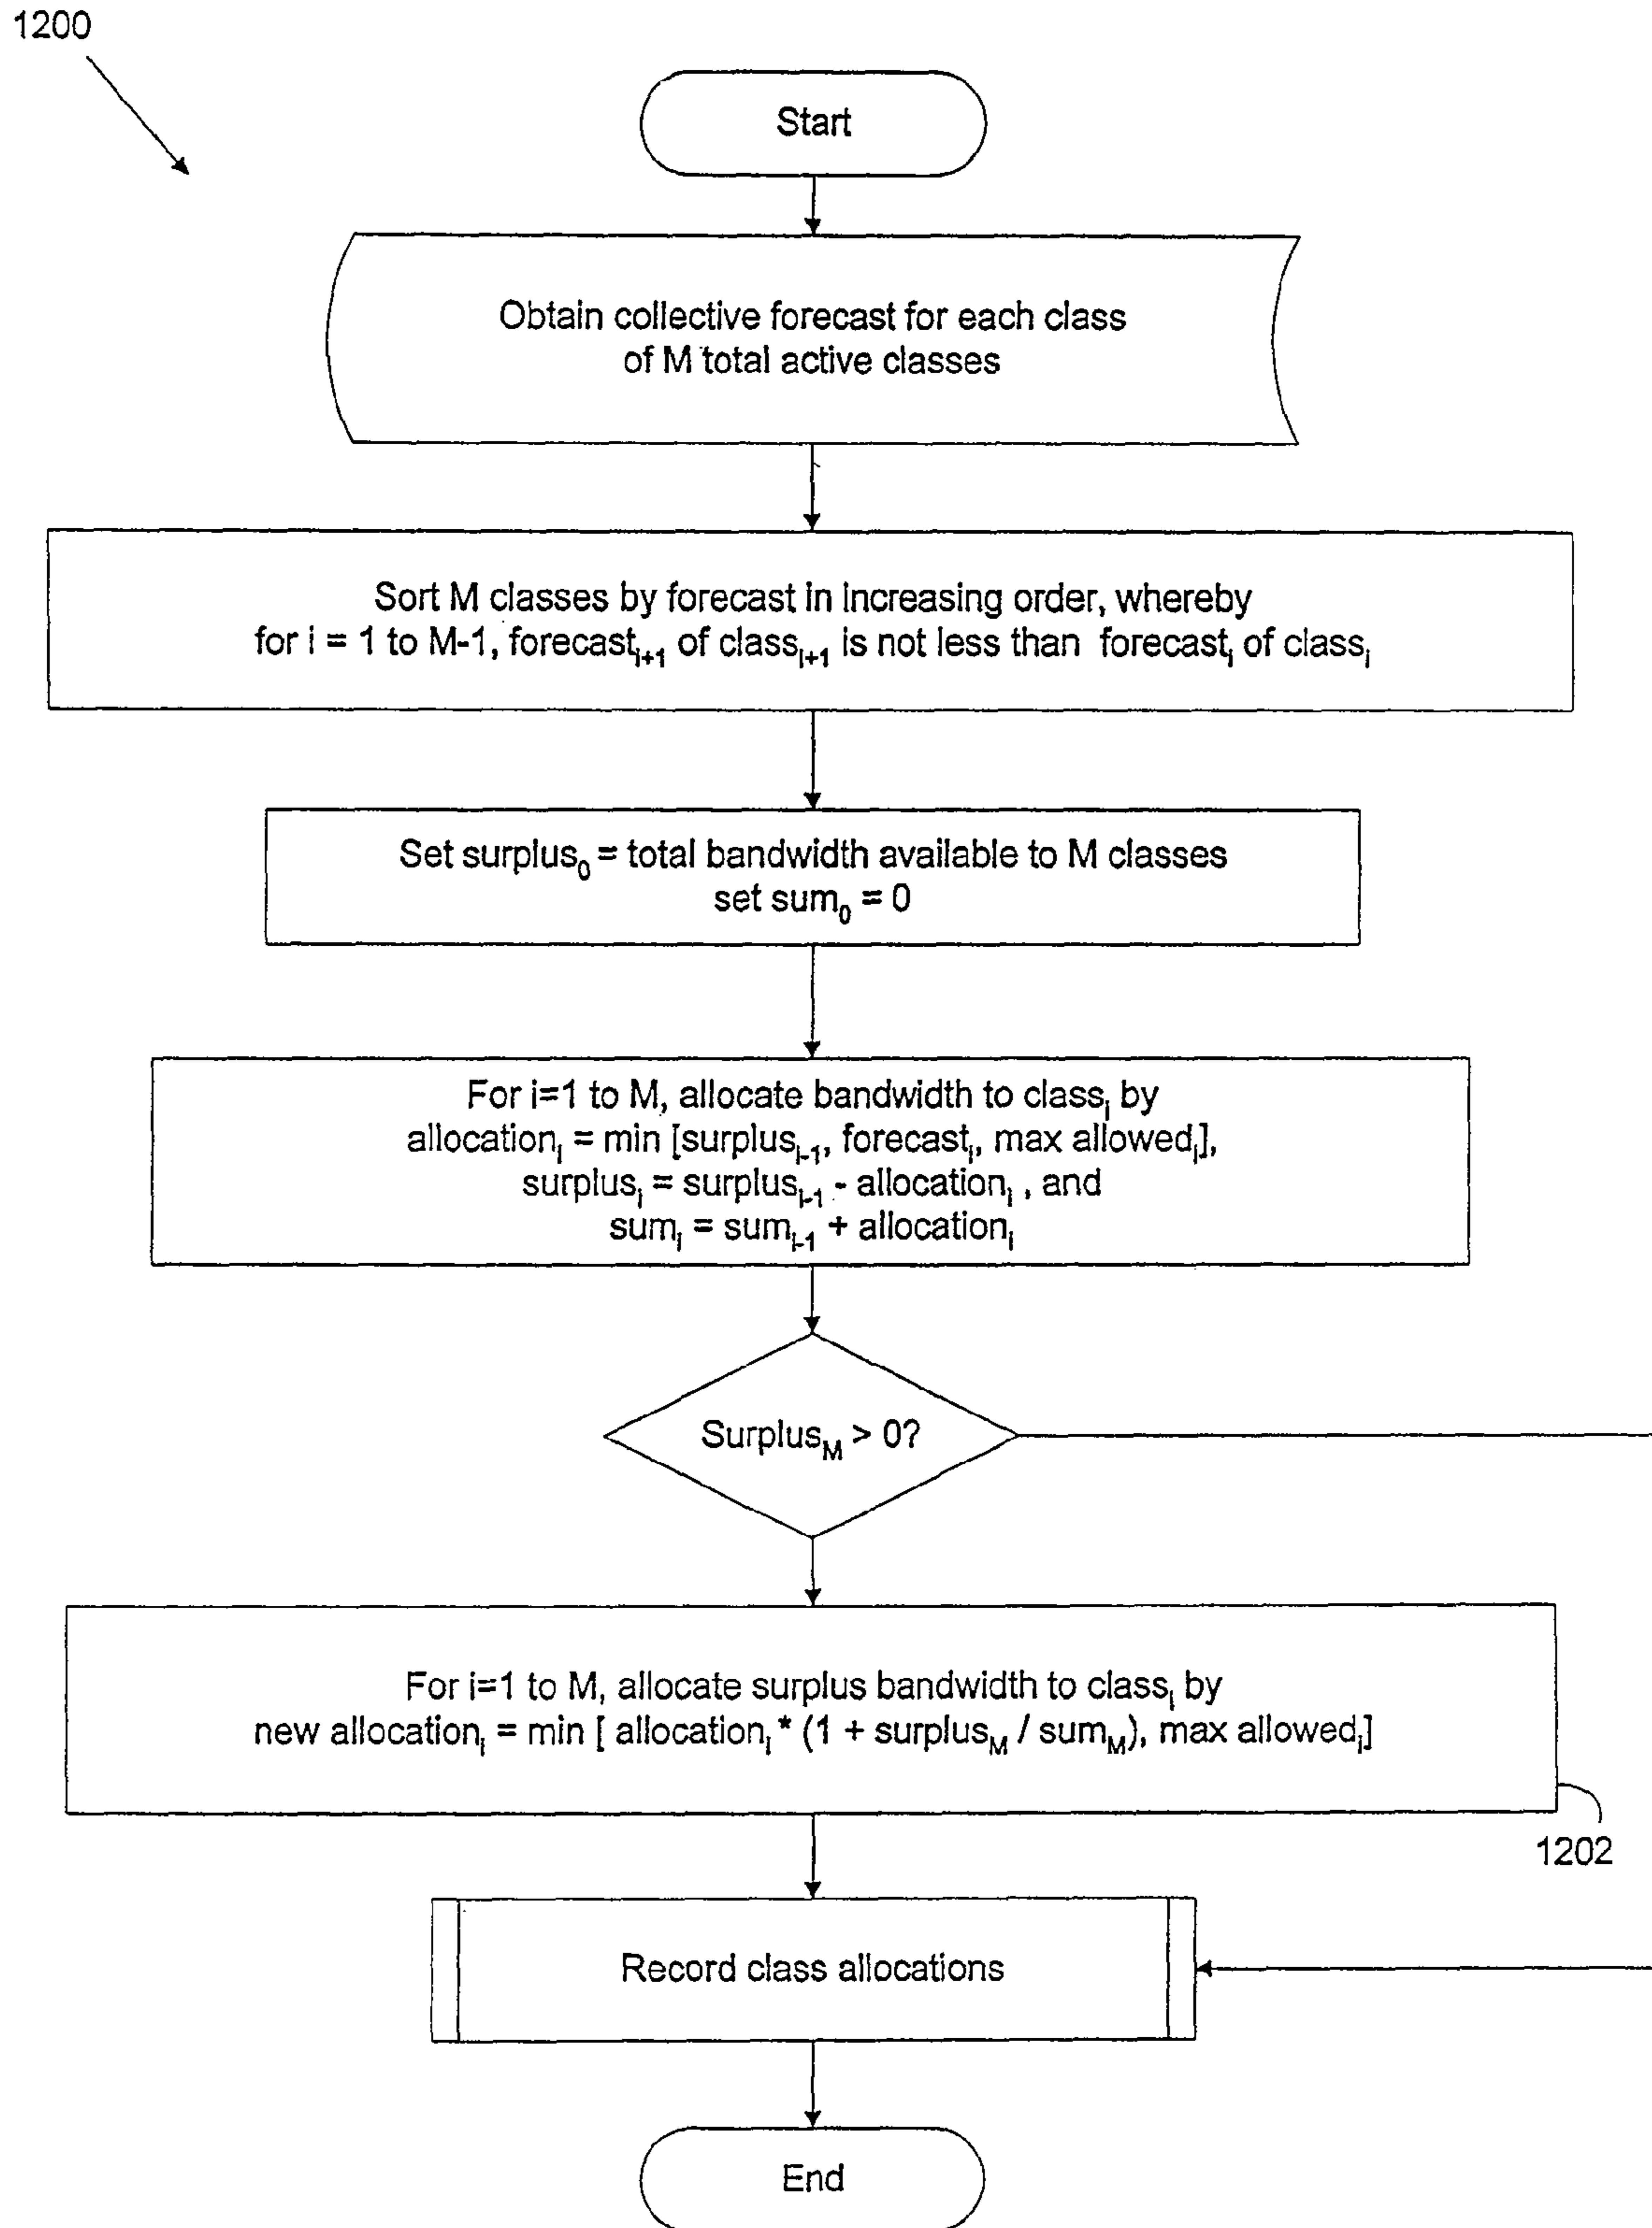 1200
Start
Obtain collective forecast for each class
of M total active classes
Sort M classes by forecast in increasing order, whereby
for i = 1 to M-1, forecastᵢ₊₁ of classᵢ₊₁ is not less than forecastᵢ of classᵢ
Set surplus₀ = total bandwidth available to M classes
set sum₀ = 0
For i=1 to M, allocate bandwidth to classᵢ by
allocationᵢ = min [surplusᵢ₋₁, forecastᵢ, max allowedᵢ],
surplusᵢ = surplusᵢ₋₁ - allocationᵢ , and
sumᵢ = sumᵢ₋₁ + allocationᵢ
Surplus_M > 0?
For i=1 to M, allocate surplus bandwidth to classᵢ by
new allocationᵢ = min [ allocationᵢ * (1 + surplus_M / sum_M), max allowedᵢ]
1202
Record class allocations
End